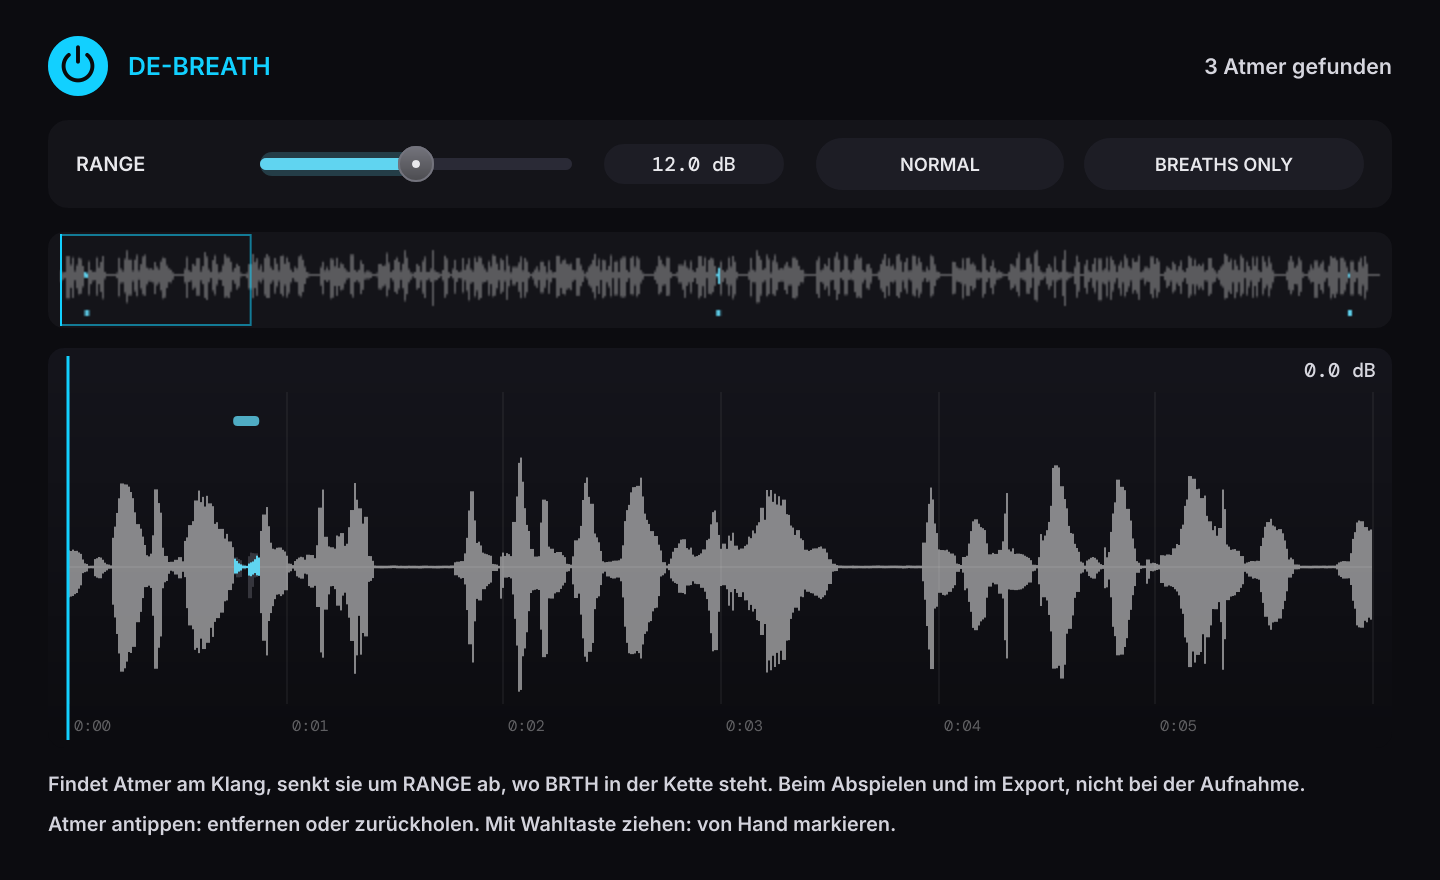 DE-BREATH
3 Atmer gefunden
RANGE
12.0 dB
NORMAL
BREATHS ONLY
0.0 dB
0:00 0:01 0:02 0:03 0:04 0:05
Findet Atmer am Klang, senkt sie um RANGE ab, wo BRTH in der Kette steht. Beim Abspielen und im Export, nicht bei der Aufnahme.
Atmer antippen: entfernen oder zurückholen. Mit Wahltaste ziehen: von Hand markieren.